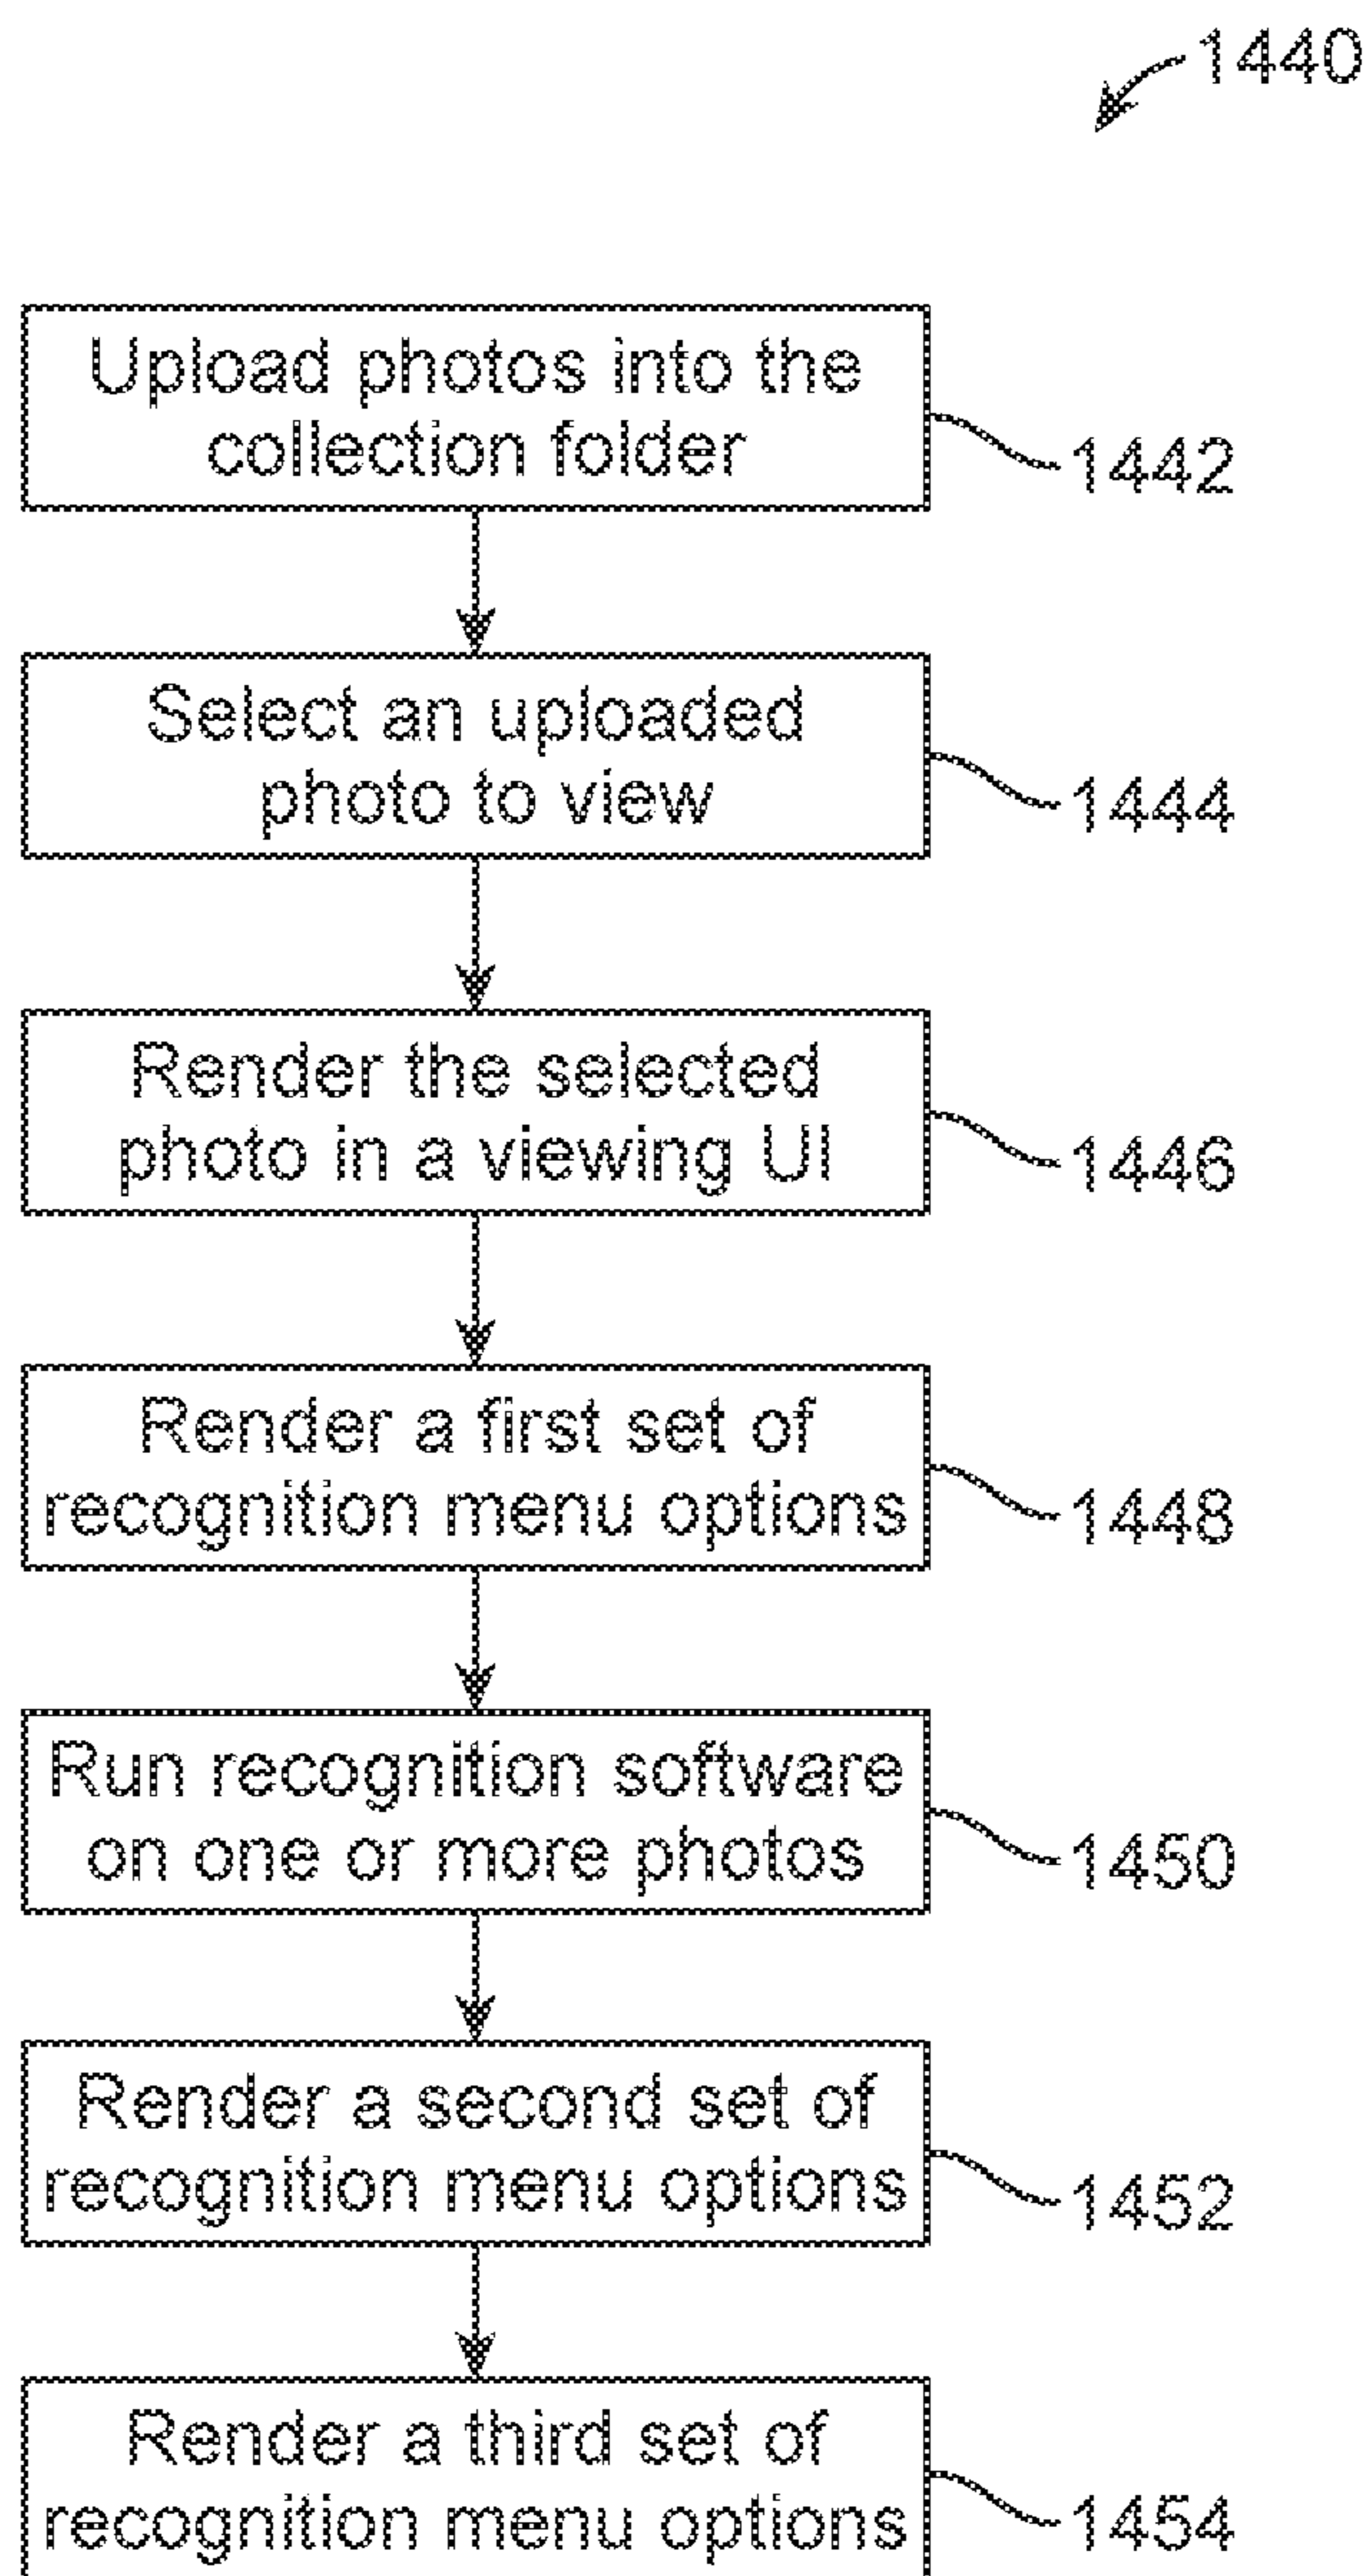 1440
Upload photos into the
collection folder
1442
Select an uploaded
photo to view
1444
Render the selected
photo in a viewing UI
1446
Render a first set of
recognition menu options
1448
Run recognition software
on one or more photos
1450
Render a second set of
recognition menu options
1452
Render a third set of
recognition menu options
1454